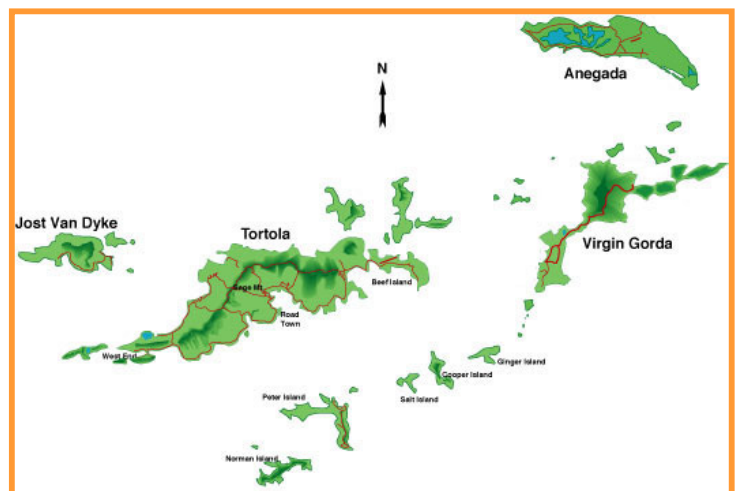 N
Anegada
Jost Van Dyke
Tortola
Virgin Gorda
Sage Mt
Beef Island
Road
Town
West End
Ginger Island
Cooper Island
Salt Island
Peter Island
Norman Island